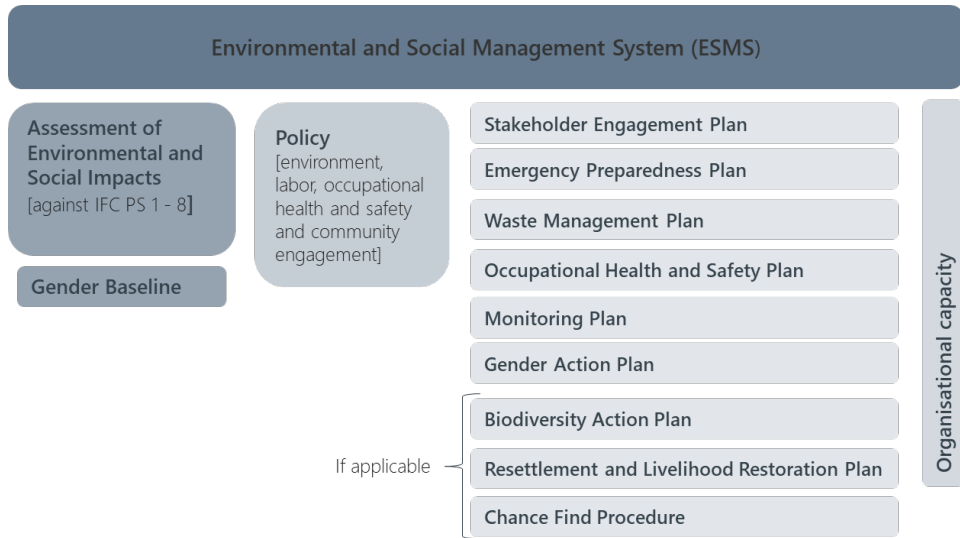 Environmental and Social Management System (ESMS)
Assessment of
Environmental and
Social Impacts
[against IFC PS 1 - 8]
Gender Baseline
Policy
[environment,
labor, occupational
health and safety
and community
engagement]
Stakeholder Engagement Plan
Emergency Preparedness Plan
Waste Management Plan
Occupational Health and Safety Plan
Monitoring Plan
Gender Action Plan
If applicable
Biodiversity Action Plan
Resettlement and Livelihood Restoration Plan
Chance Find Procedure
Organisational capacity